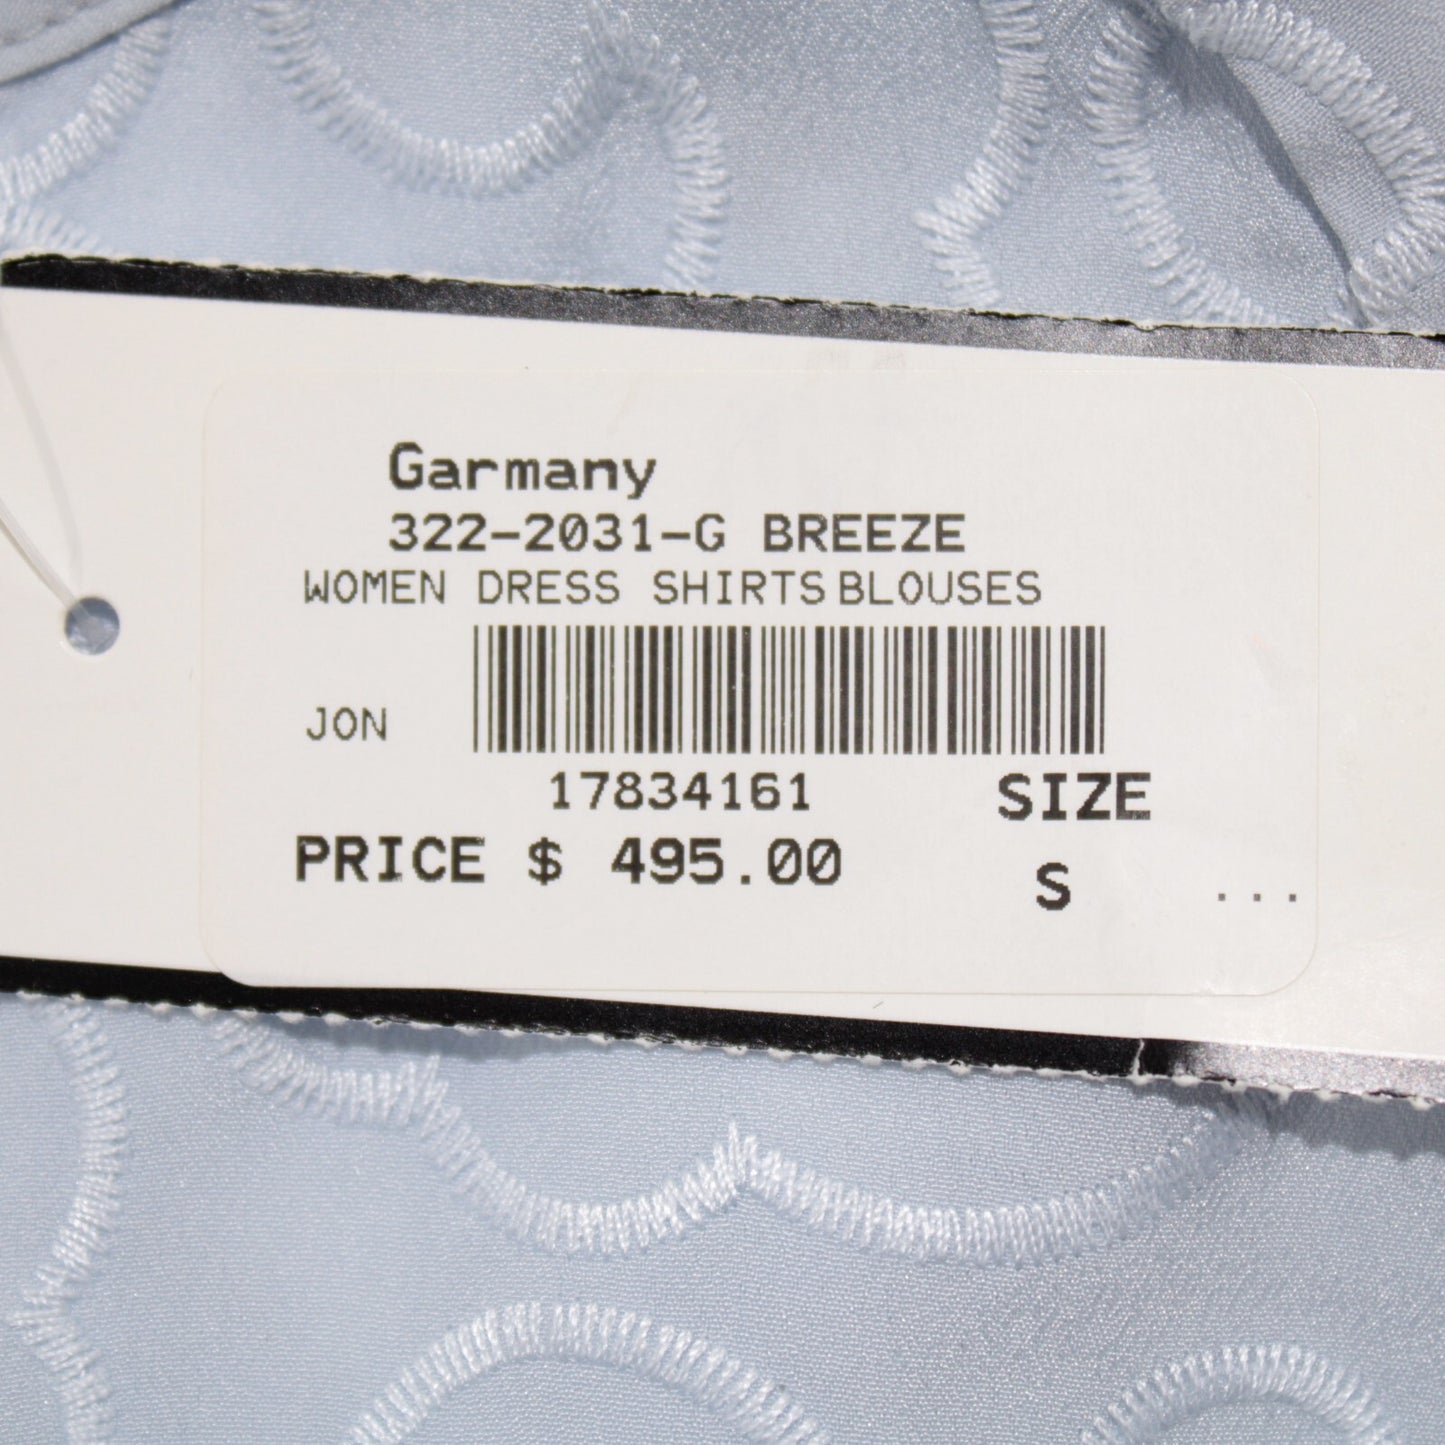 Garmany
322-2031-G BREEZE
WOMEN DRESS SHIRTS BLOUSES
JON
17834161
SIZE
PRICE $ 495.00
S ...